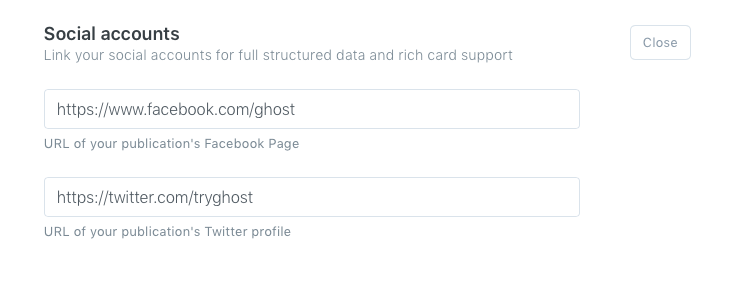 Social accounts
Link your social accounts for full structured data and rich card support
Close
https://www.facebook.com/ghost
URL of your publication's Facebook Page
https://twitter.com/tryghost
URL of your publication's Twitter profile